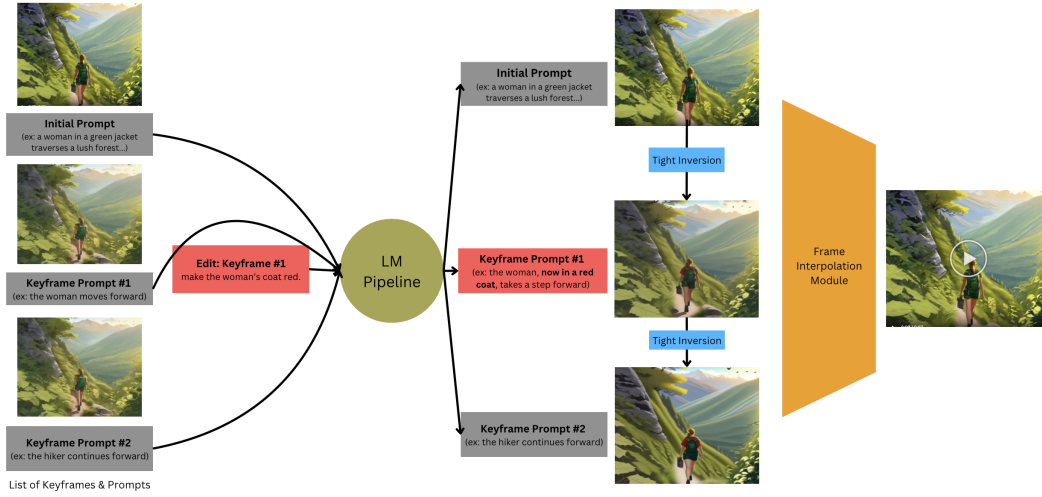 Initial Prompt
(ex: a woman in a green jacket
traverses a lush forest...)
Keyframe Prompt #1
(ex: the woman moves forward)
Keyframe Prompt #2
(ex: the hiker continues forward)
List of Keyframes & Prompts
Edit: Keyframe #1
make the woman's coat red.
LM
Pipeline
Initial Prompt
(ex: a woman in a green jacket
traverses a lush forest...)
Keyframe Prompt #1
(ex: the woman, now in a red
coat, takes a step forward)
Keyframe Prompt #2
(ex: the hiker continues forward)
Tight Inversion
Tight Inversion
Frame
Interpolation
Module